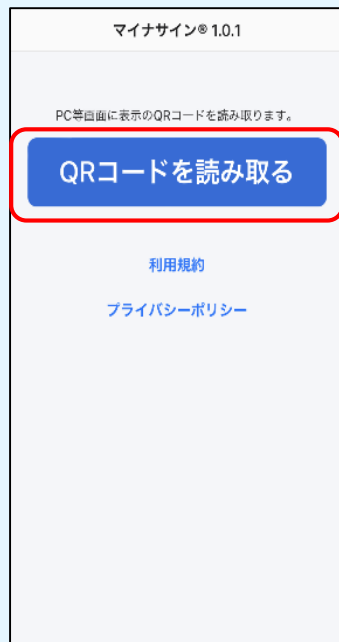 マイナサイン® 1.0.1
PC等画面に表示のQRコードを読み取ります。
QRコードを読み取る
利用規約
プライバシーポリシー